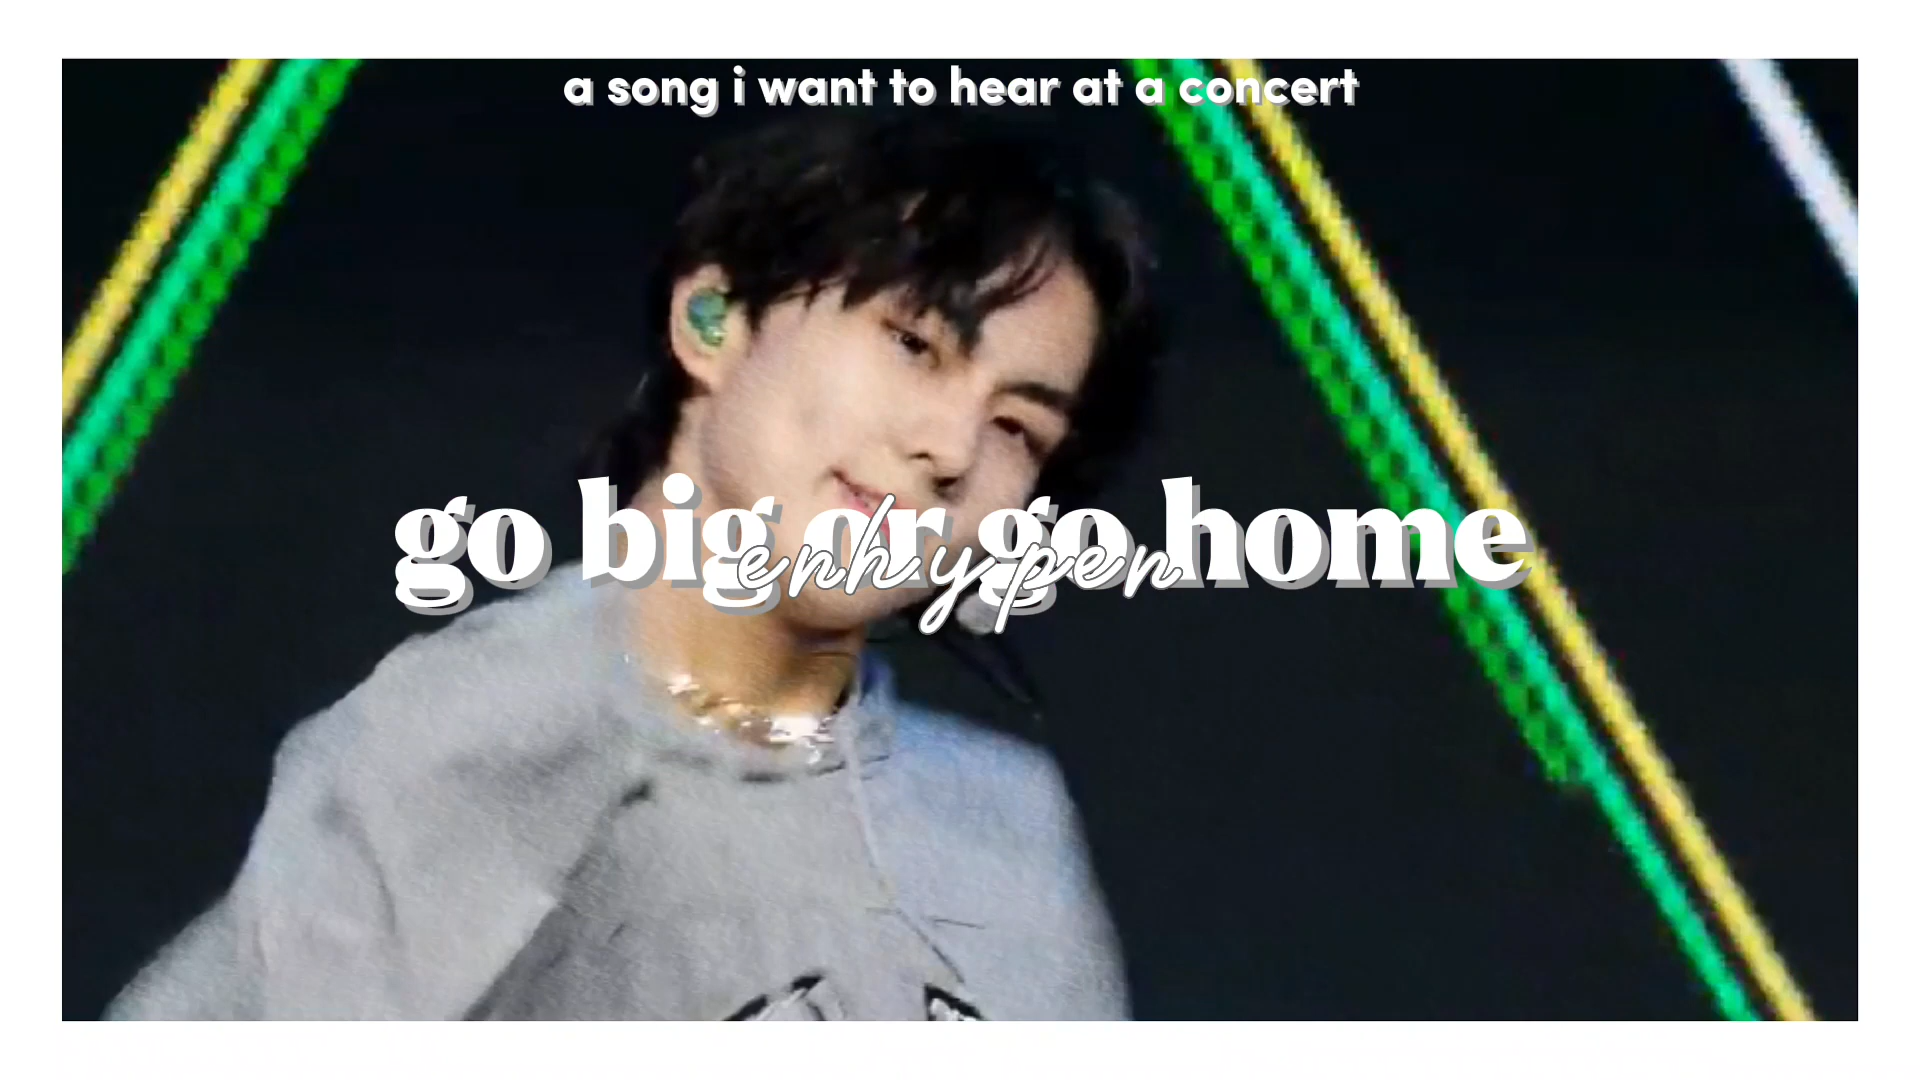 a song i want to hear at a concert
go big or go home
enhypen